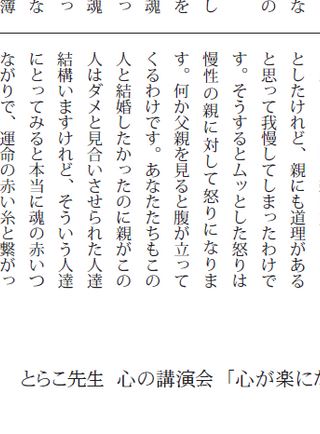 な
の
し
っ
魂
っ
魂
な
薄
としたけれど、親にも道理がある
と思って我慢してしまったわけで
す。そうするとムッとした怒りは
慢性の親に対して怒りになりま
す。何か父親を見ると腹が立って
くるわけです。あなたたちもこの
人と結婚したかったのに親がこの
人はダメと見合いさせられた人達
結構いますけれど、そういう人達
にとってみると本当に魂の赤いつ
ながりで、運命の赤い糸と繋がっ
とらこ先生 心の講演会 「心が楽に